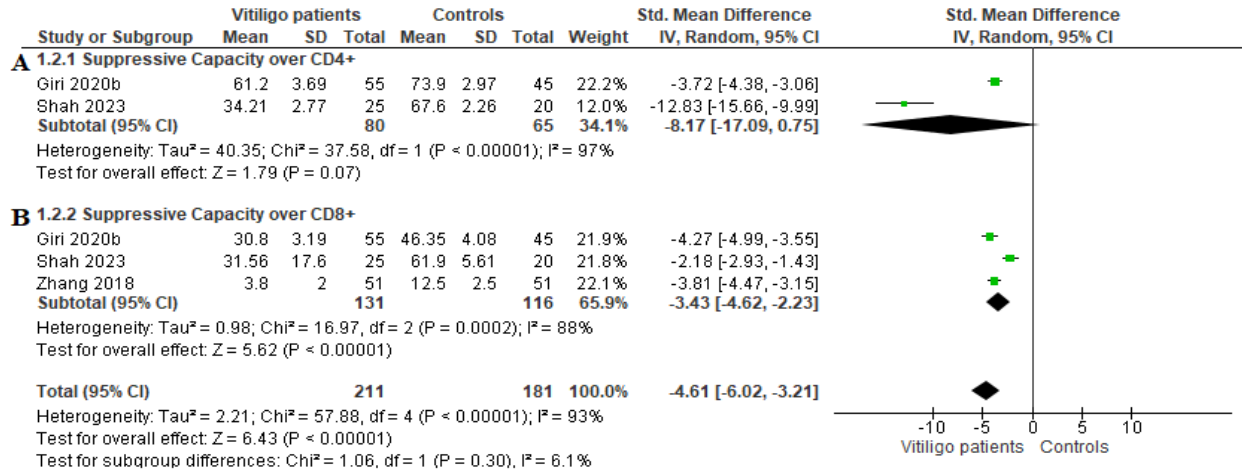 Vitiligo patients Controls Std. Mean Difference Std. Mean Difference
Study or Subgroup Mean SD Total Mean SD Total Weight IV, Random, 95% CI IV, Random, 95% CI
A 1.2.1 Suppressive Capacity over CD4+
Giri 2020b 61.2 3.69 55 73.9 2.97 45 22.2% -3.72 [-4.38, -3.06]
Shah 2023 34.21 2.77 25 67.6 2.26 20 12.0% -12.83 [-15.66, -9.99]
Subtotal (95% CI) 80 65 34.1% -8.17 [-17.09, 0.75]
Heterogeneity: Tau² = 40.35; Chi² = 37.58, df = 1 (P < 0.00001); I² = 97%
Test for overall effect: Z = 1.79 (P = 0.07)
B 1.2.2 Suppressive Capacity over CD8+
Giri 2020b 30.8 3.19 55 46.35 4.08 45 21.9% -4.27 [-4.99, -3.55]
Shah 2023 31.56 17.6 25 61.9 5.61 20 21.8% -2.18 [-2.93, -1.43]
Zhang 2018 3.8 2 51 12.5 2.5 51 22.1% -3.81 [-4.47, -3.15]
Subtotal (95% CI) 131 116 65.9% -3.43 [-4.62, -2.23]
Heterogeneity: Tau² = 0.98; Chi² = 16.97, df = 2 (P = 0.0002); I² = 88%
Test for overall effect: Z = 5.62 (P < 0.00001)
Total (95% CI) 211 181 100.0% -4.61 [-6.02, -3.21]
Heterogeneity: Tau² = 2.21; Chi² = 57.88, df = 4 (P < 0.00001); I² = 93%
Test for overall effect: Z = 6.43 (P < 0.00001)
Test for subgroup differences: Chi² = 1.06, df = 1 (P = 0.30), I² = 6.1%
-10 -5 0 5 10
Vitiligo patients Controls